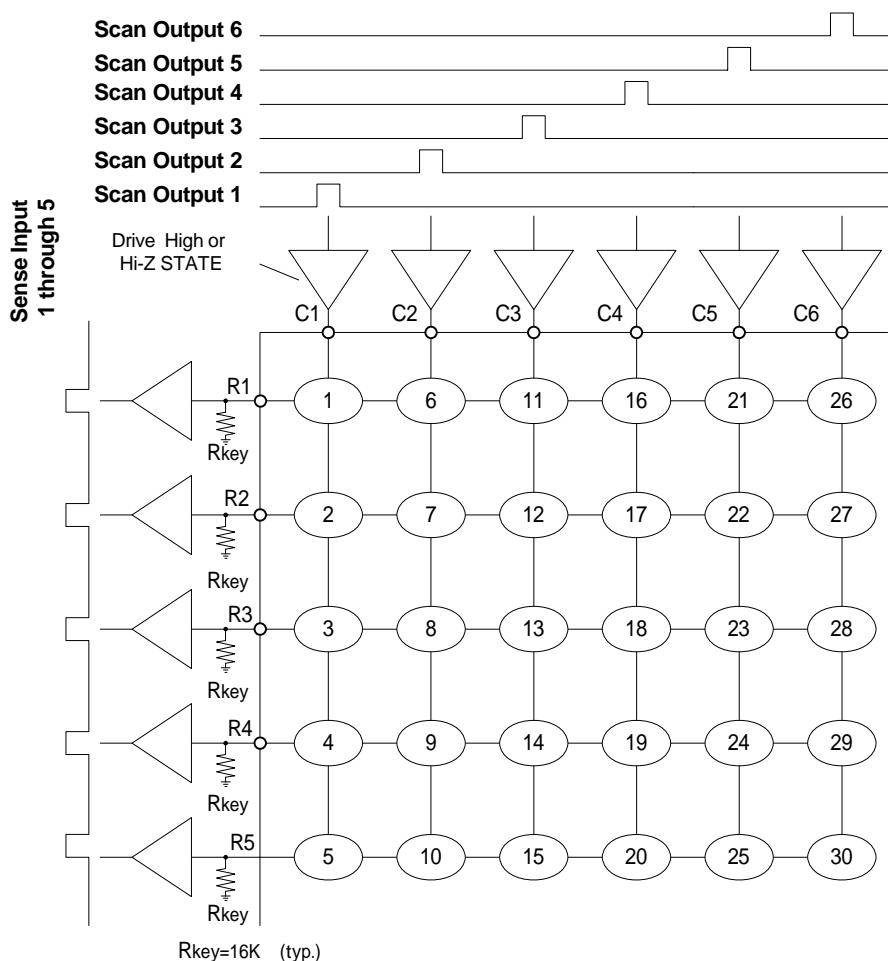 Scan Output 6
Scan Output 5
Scan Output 4
Scan Output 3
Scan Output 2
Scan Output 1
Sense Input
1 through 5
Drive High or
Hi-Z STATE
C1 C2 C3 C4 C5 C6
R1 1 6 11 16 21 26
Rkey
R2 2 7 12 17 22 27
Rkey
R3 3 8 13 18 23 28
Rkey
R4 4 9 14 19 24 29
Rkey
R5 5 10 15 20 25 30
Rkey
Rkey=16K (typ.)